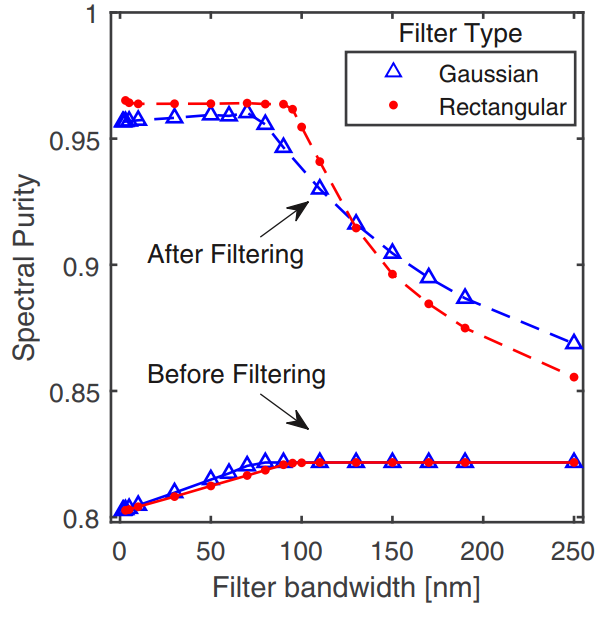 1
0.95
0.9
0.85
0.8
Spectral Purity
Filter Type
Gaussian
Rectangular
After Filtering
Before Filtering
0 50 100 150 200 250
Filter bandwidth [nm]